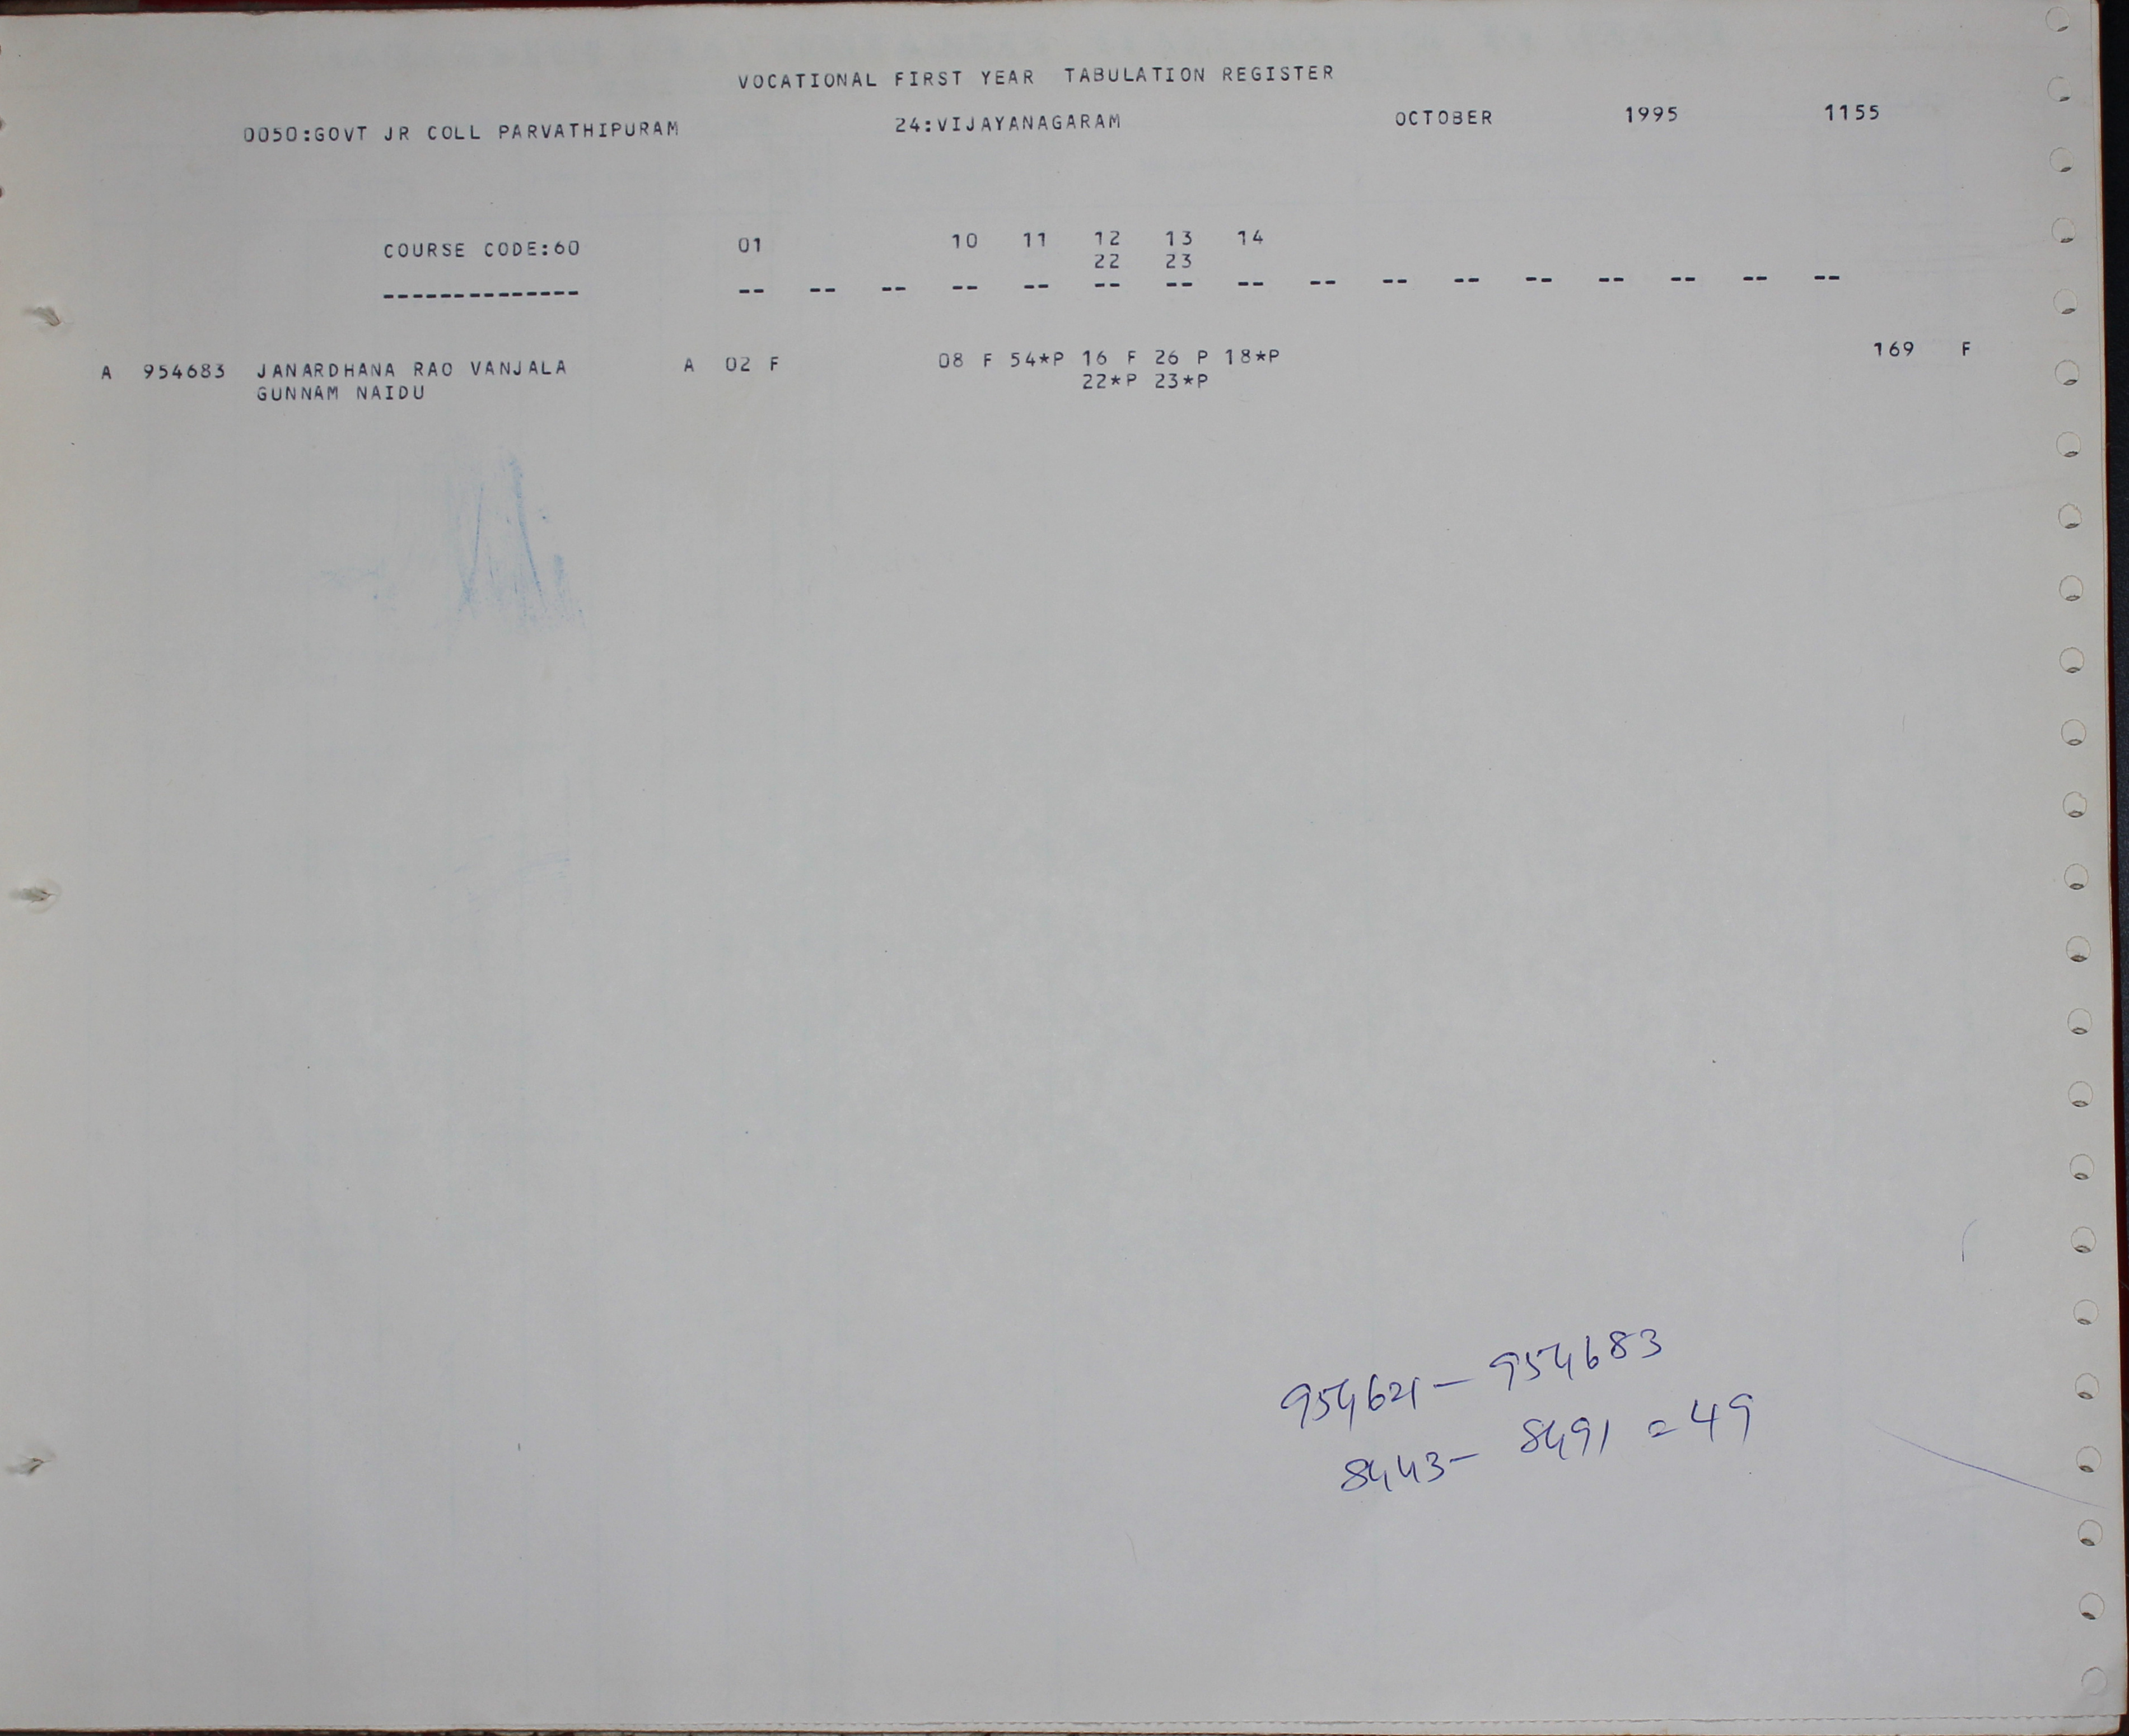 VOCATIONAL FIRST YEAR TABULATION REGISTER
0050:GOVT JR COLL PARVATHIPURAM 24:VIJAYANAGARAM OCTOBER 1995 1155
COURSE CODE:60 01 10 11 12 13 14
22 23
-------------- -- -- -- -- -- -- -- -- -- -- -- -- -- -- -- --
A 954683 JANARDHANA RAO VANJALA A 02 F 08 F 54*P 16 F 26 P 18*P 169 F
GUNNAM NAIDU 22*P 23*P
954621 — 954683
8443 - 8491 = 49